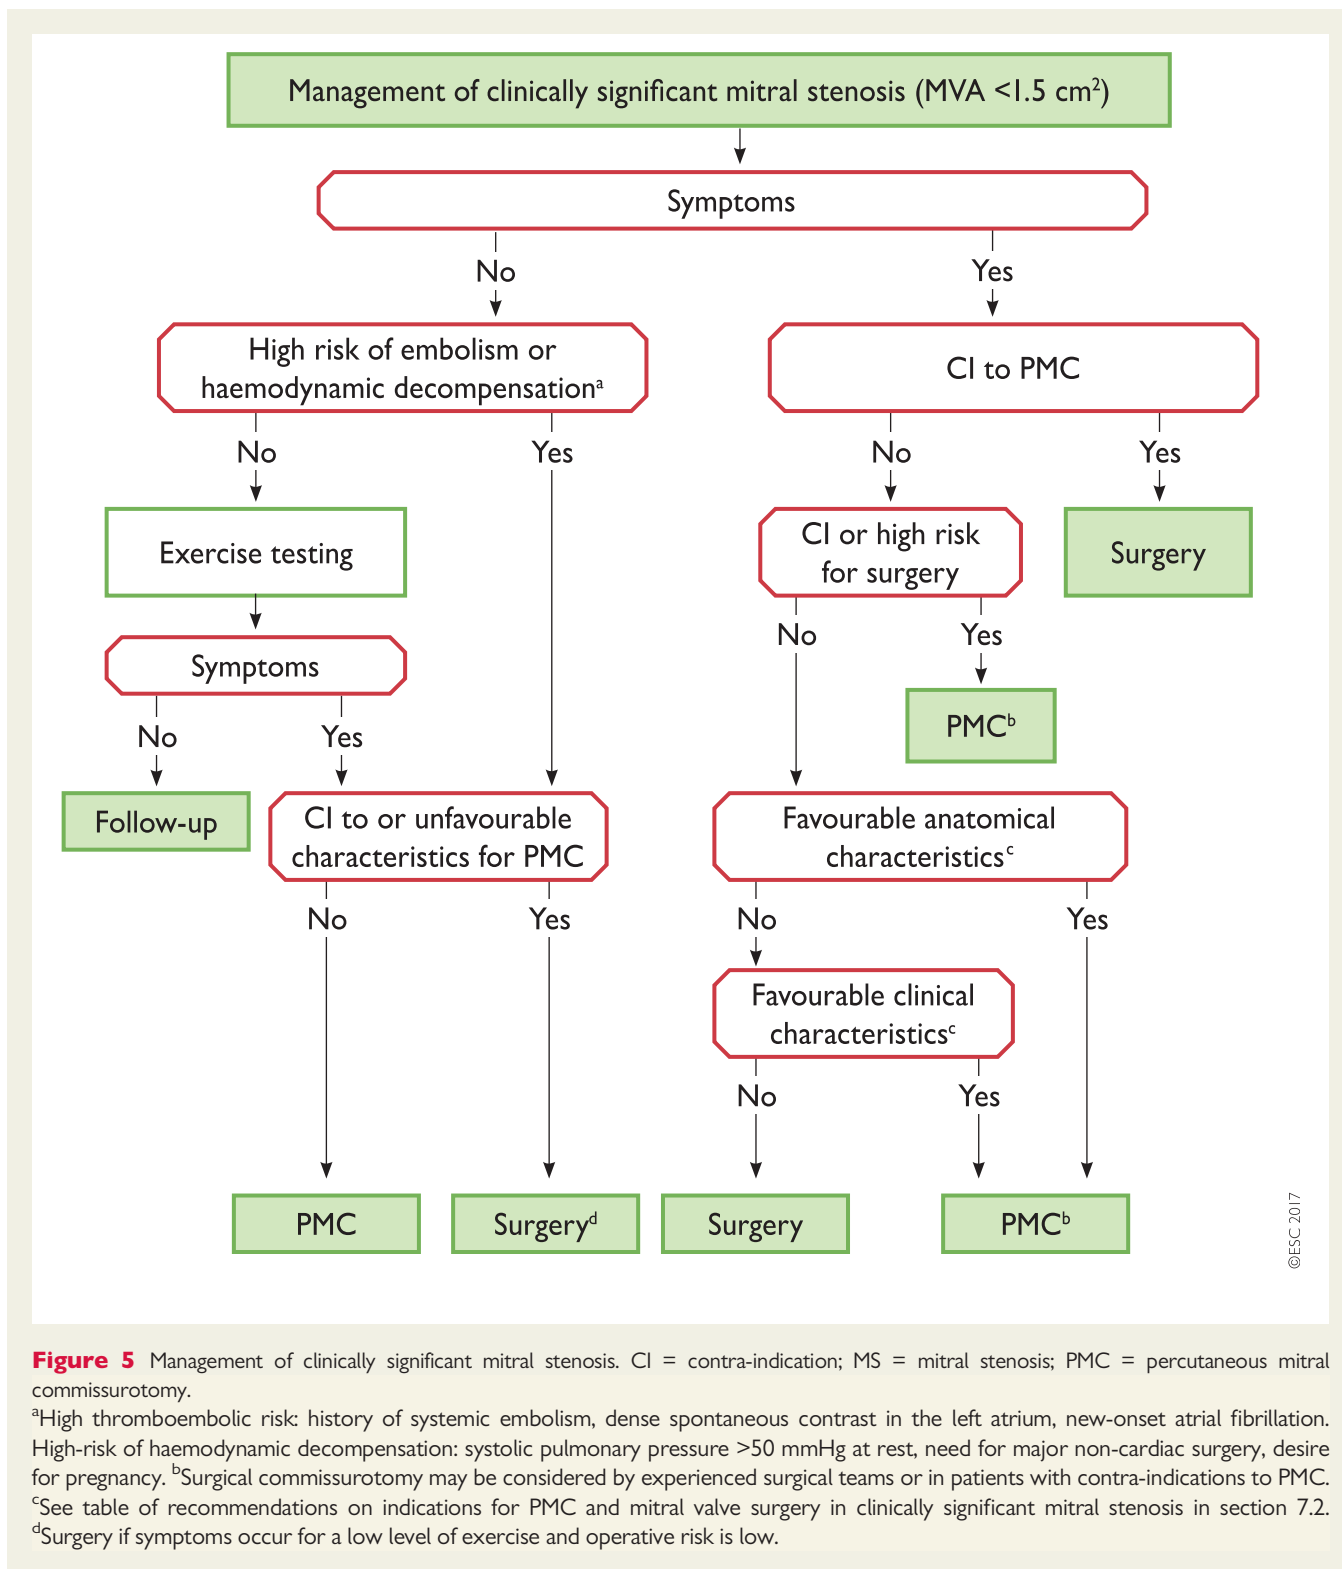 Management of clinically significant mitral stenosis (MVA <1.5 cm²)
Symptoms
No
Yes
High risk of embolism or
haemodynamic decompensationᵃ
CI to PMC
No
Yes
No
Yes
Exercise testing
CI or high risk
for surgery
Surgery
Symptoms
No
Yes
No
Yes
PMCᵇ
Follow-up
CI to or unfavourable
characteristics for PMC
Favourable anatomical
characteristicsᶜ
No
Yes
No
Yes
Favourable clinical
characteristicsᶜ
No
Yes
PMC
Surgeryᵈ
Surgery
PMCᵇ
©ESC 2017
Figure 5 Management of clinically significant mitral stenosis. CI = contra-indication; MS = mitral stenosis; PMC = percutaneous mitral
commissurotomy.
ᵃHigh thromboembolic risk: history of systemic embolism, dense spontaneous contrast in the left atrium, new-onset atrial fibrillation.
High-risk of haemodynamic decompensation: systolic pulmonary pressure >50 mmHg at rest, need for major non-cardiac surgery, desire
for pregnancy. ᵇSurgical commissurotomy may be considered by experienced surgical teams or in patients with contra-indications to PMC.
ᶜSee table of recommendations on indications for PMC and mitral valve surgery in clinically significant mitral stenosis in section 7.2.
ᵈSurgery if symptoms occur for a low level of exercise and operative risk is low.